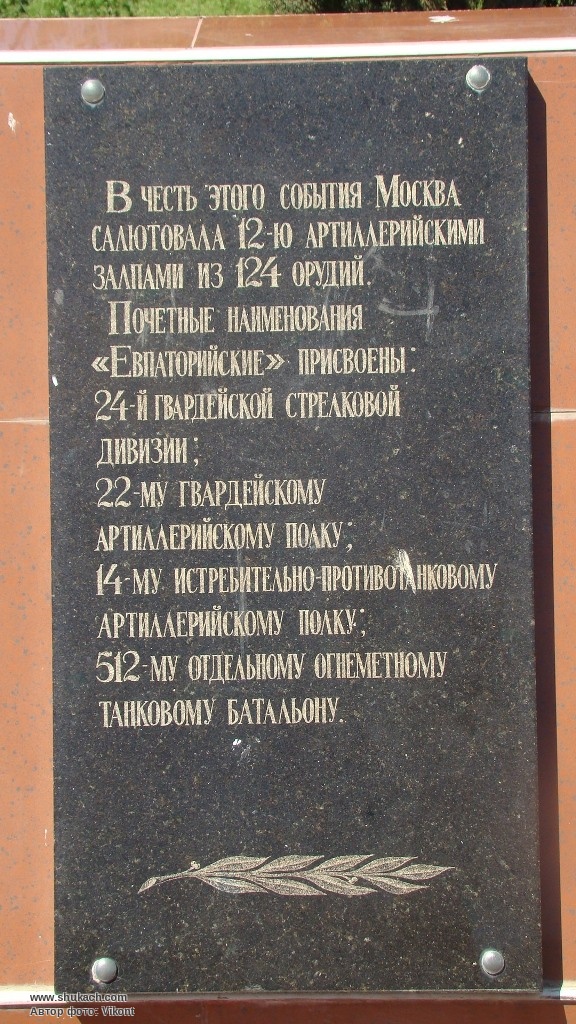 В честь этого события Москва
салютовала 12-ю артиллерийскими
залпами из 124 орудий.
Почетные наименования
«Евпаторийские» присвоены:
24-й гвардейской стрелковой
дивизии;
22-му гвардейскому
артиллерийскому полку;
14-му истребительно-противотанковому
артиллерийскому полку;
512-му отдельному огнеметному
танковому батальону.
www.shukach.com
Автор фото: Vikont